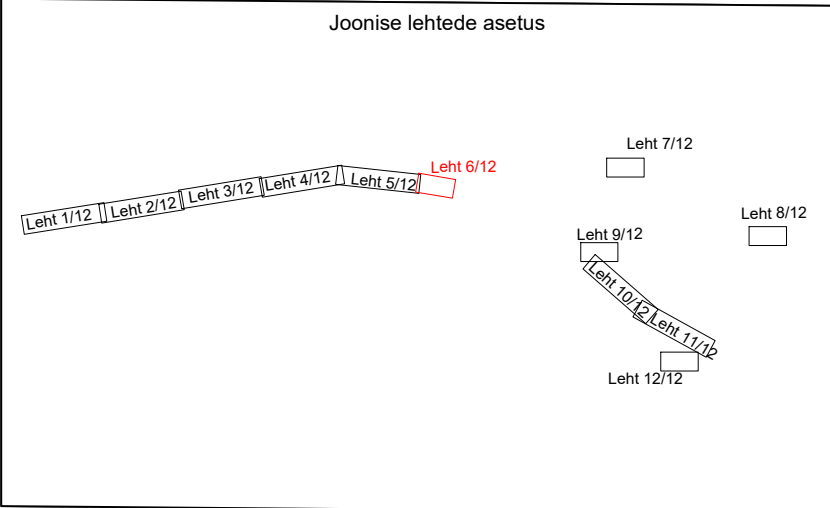 Joonise lehtede asetus
Leht 1/12
Leht 2/12
Leht 3/12
Leht 4/12
Leht 5/12
Leht 6/12
Leht 7/12
Leht 8/12
Leht 9/12
Leht 10/12
Leht 11/12
Leht 12/12